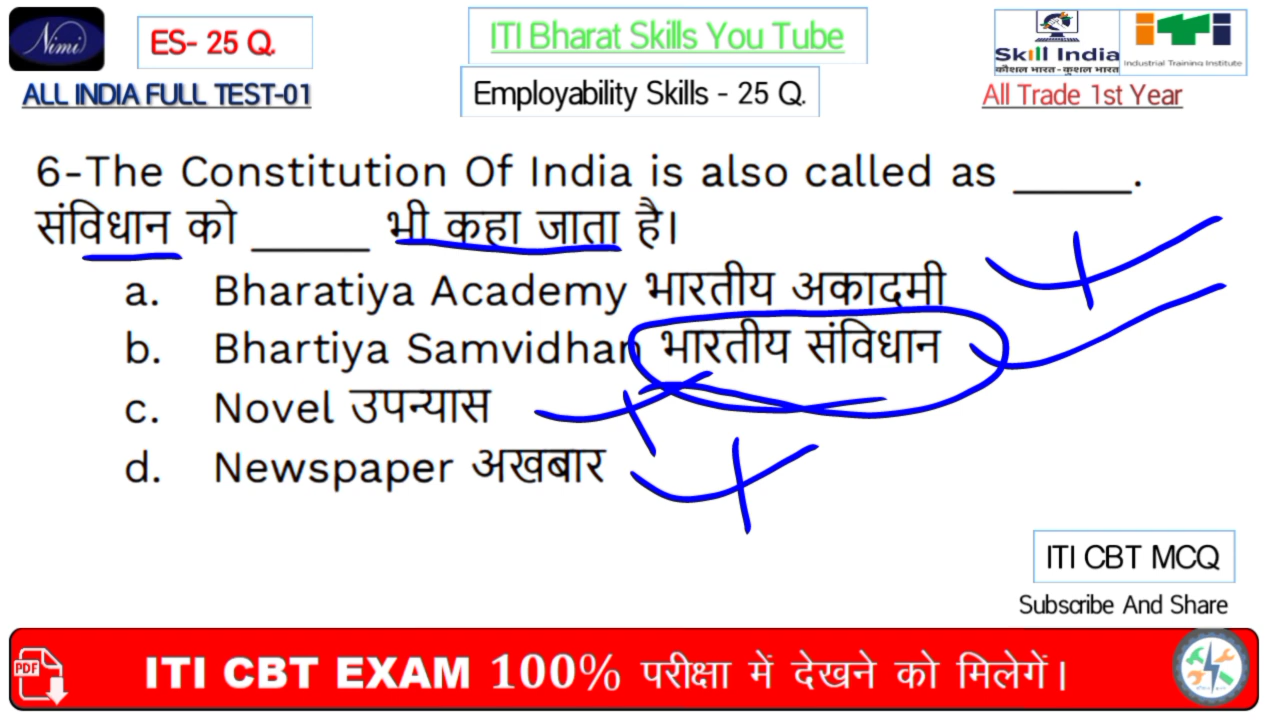 Nimi
ES- 25 Q.
ITI Bharat Skills You Tube
Skill India
कौशल भारत - कुशल भारत
iTi
Industrial Training Institute
ALL INDIA FULL TEST-01
Employability Skills - 25 Q.
All Trade 1st Year
6-The Constitution Of India is also called as _____.
संविधान को _____ भी कहा जाता है।
a. Bharatiya Academy भारतीय अकादमी
b. Bhartiya Samvidhan भारतीय संविधान
c. Novel उपन्यास
d. Newspaper अखबार
ITI CBT MCQ
Subscribe And Share
PDF
ITI CBT EXAM 100% परीक्षा में देखने को मिलेगें।